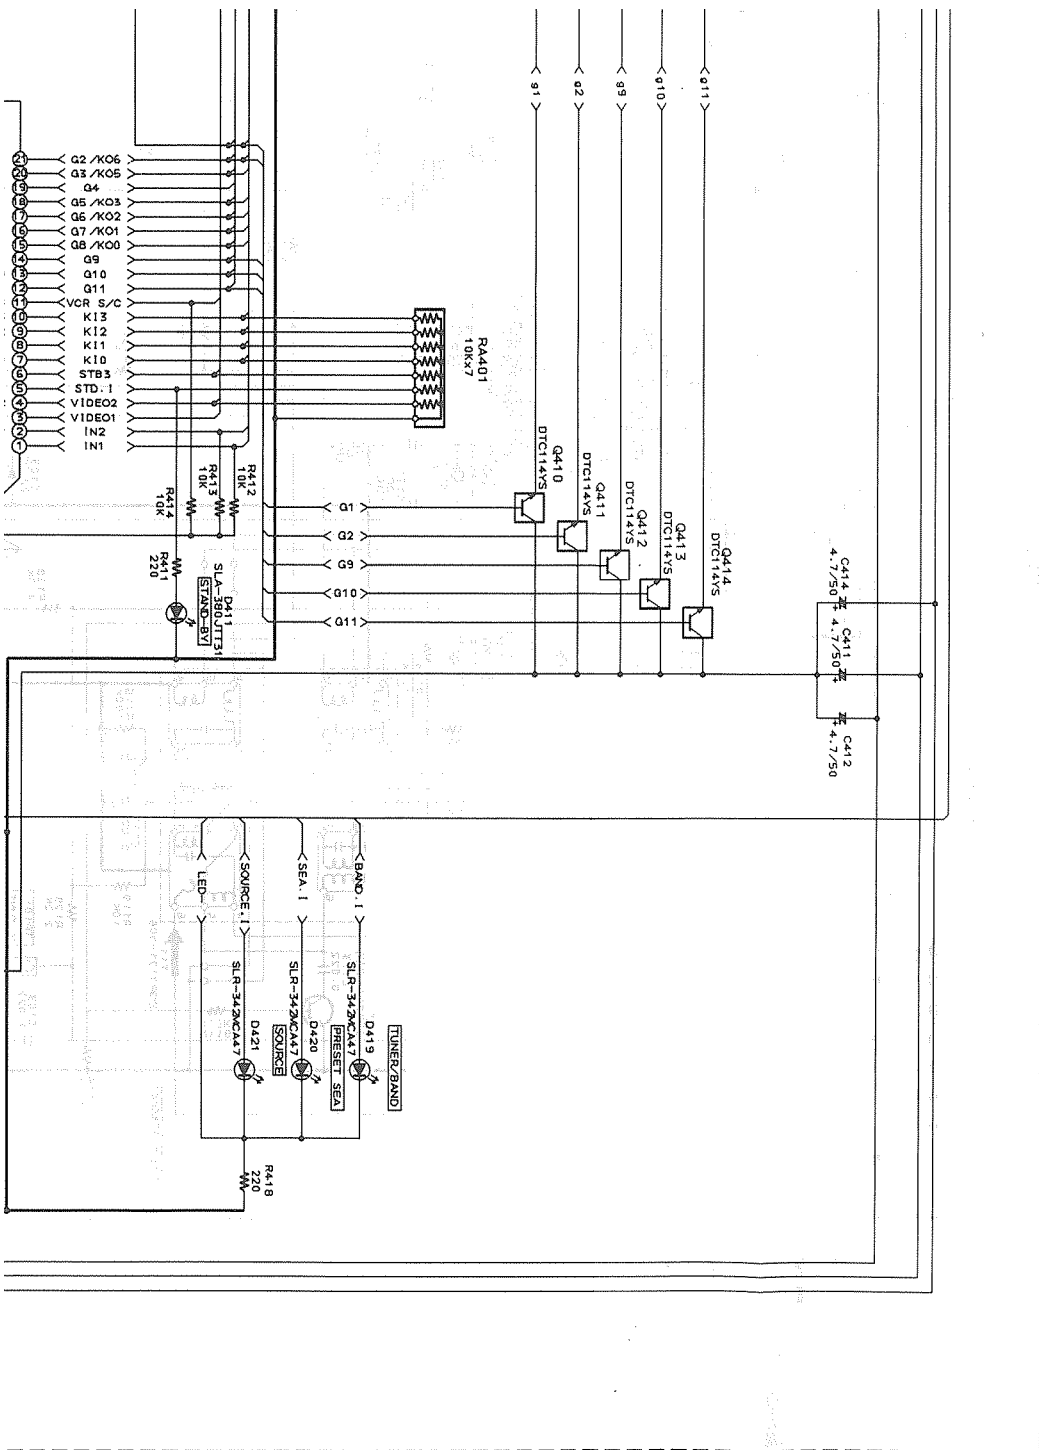 g1
g2
g9
g10
g11
21 G2/KO6
20 G3/KO5
19 G4
18 G5/KO3
17 G6/KO2
16 G7/KO1
15 G8/KO0
14 G9
13 G10
12 G11
11 VCR S/C
10 KI3
9 KI2
8 KI1
7 KI0
6 STB3
5 STD.I
4 VIDEO2
3 VIDEO1
2 IN2
1 IN1
RA401
10Kx7
R412
10K
R413
10K
R414
10K
R411
220
D411
SLA-380JTT31
STAND-BY
G1
G2
G9
G10
G11
Q410
DTC114YS
Q411
DTC114YS
Q412
DTC114YS
Q413
DTC114YS
Q414
DTC114YS
C414
4.7/50
C411
4.7/50
C412
4.7/50
LED-
SOURCE.I
SEA.I
BAND.I
D421
SLR-342MCA47
SOURCE
D420
SLR-342MCA47
PRESET SEA
D419
SLR-342MCA47
TUNER/BAND
R418
220